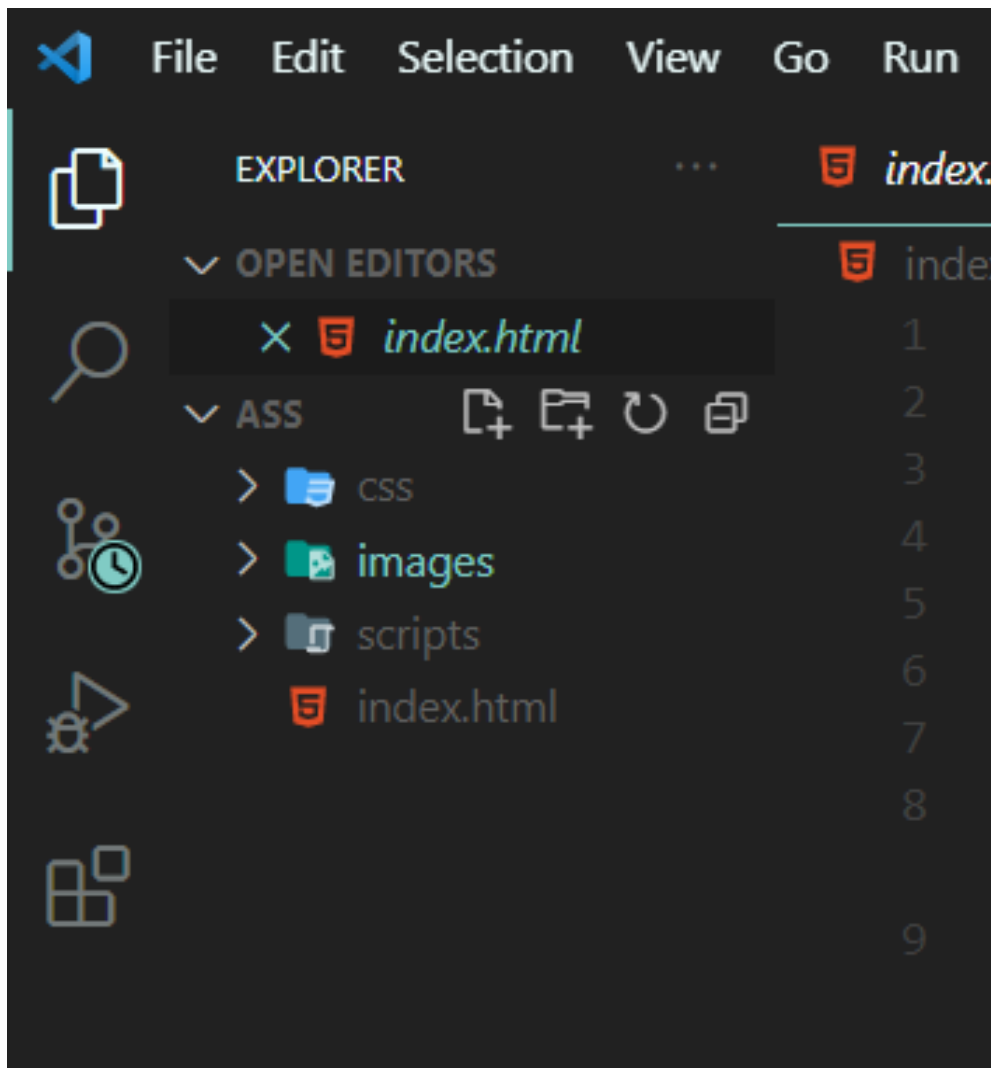 File Edit Selection View Go Run
EXPLORER ... index.
OPEN EDITORS
index.html
ASS
css
images
scripts
index.html
inde
1
2
3
4
5
6
7
8
9